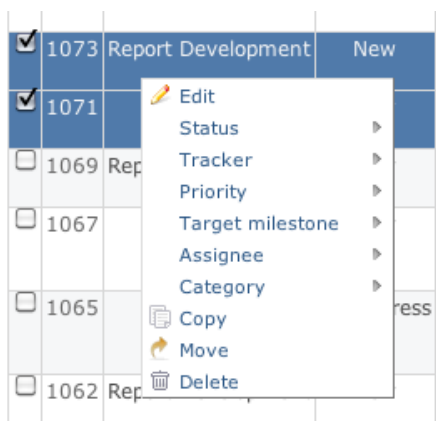 1073 Report Development New
1071
Edit
Status
1069 Rep
Tracker
Priority
1067
Target milestone
Assignee
Category
1065
ress
Copy
Move
1062 Rep
Delete